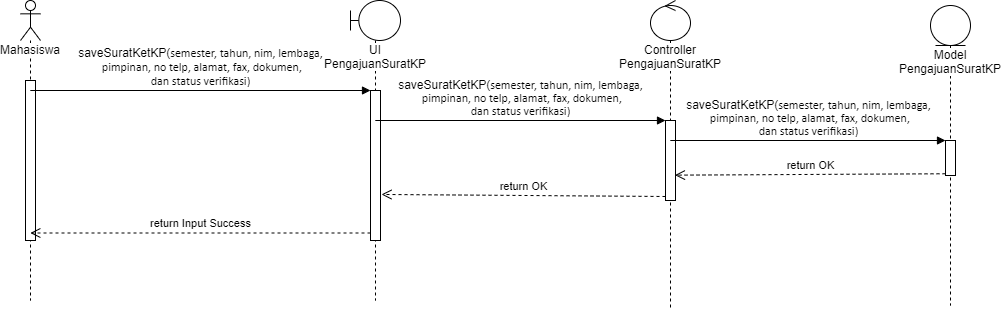 Mahasiswa
UI
PengajuanSuratKP
Controller
PengajuanSuratKP
Model
PengajuanSuratKP
saveSuratKetKP(semester, tahun, nim, lembaga,
pimpinan, no telp, alamat, fax, dokumen,
dan status verifikasi)
saveSuratKetKP(semester, tahun, nim, lembaga,
pimpinan, no telp, alamat, fax, dokumen,
dan status verifikasi)
saveSuratKetKP(semester, tahun, nim, lembaga,
pimpinan, no telp, alamat, fax, dokumen,
dan status verifikasi)
return OK
return OK
return Input Success